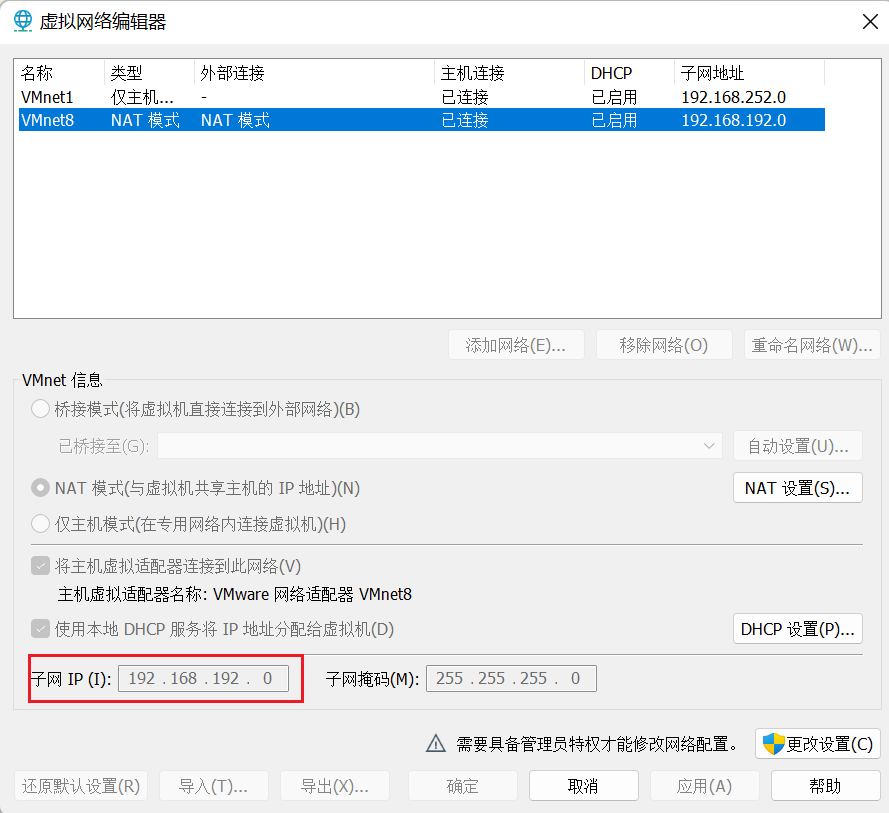 虚拟网络编辑器
名称 类型 外部连接 主机连接 DHCP 子网地址
VMnet1 仅主机... - 已连接 已启用 192.168.252.0
VMnet8 NAT 模式 NAT 模式 已连接 已启用 192.168.192.0
添加网络(E)... 移除网络(O) 重命名网络(W)...
VMnet 信息
桥接模式(将虚拟机直接连接到外部网络)(B)
已桥接至(G): 自动设置(U)...
NAT 模式(与虚拟机共享主机的 IP 地址)(N) NAT 设置(S)...
仅主机模式(在专用网络内连接虚拟机)(H)
将主机虚拟适配器连接到此网络(V)
主机虚拟适配器名称: VMware 网络适配器 VMnet8
使用本地 DHCP 服务将 IP 地址分配给虚拟机(D) DHCP 设置(P)...
子网 IP (I): 192 . 168 . 192 . 0 子网掩码(M): 255 . 255 . 255 . 0
需要具备管理员特权才能修改网络配置。 更改设置(C)
还原默认设置(R) 导入(T)... 导出(X)... 确定 取消 应用(A) 帮助